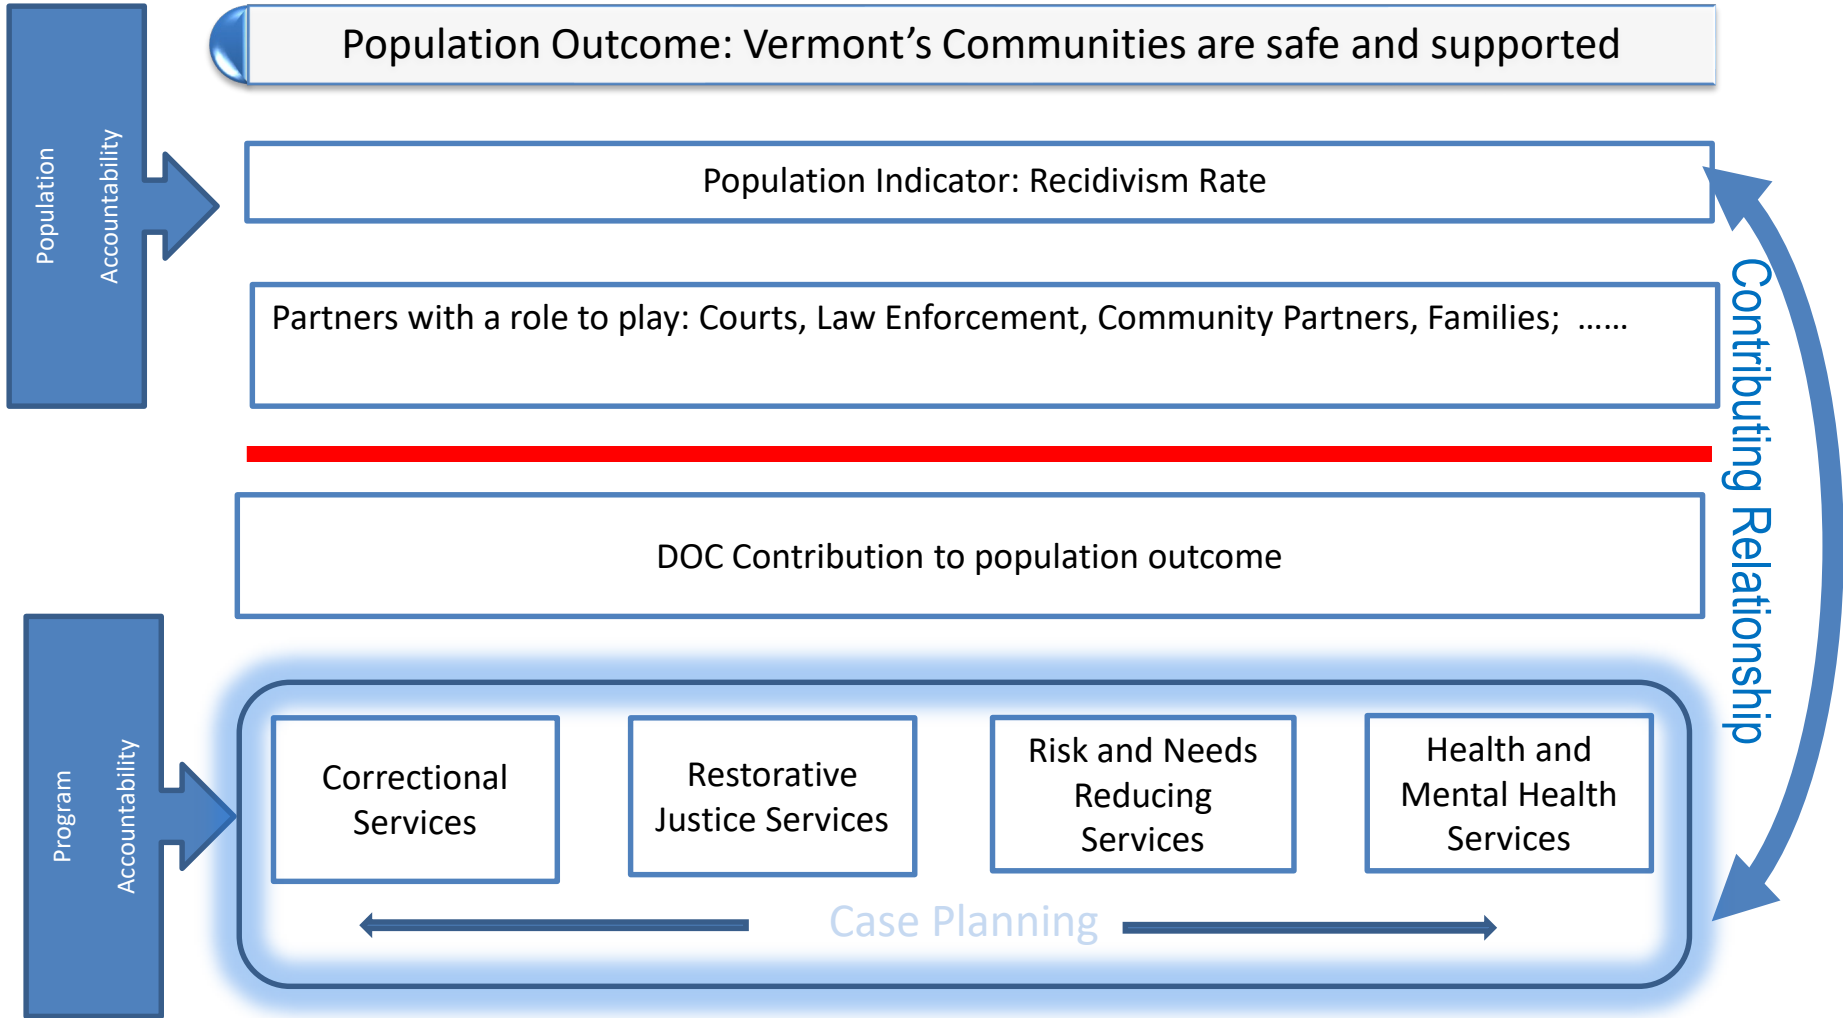 Population Outcome: Vermont’s Communities are safe and supported
Population
Accountability
Population Indicator: Recidivism Rate
Partners with a role to play: Courts, Law Enforcement, Community Partners, Families;  ......
Contributing Relationship
DOC Contribution to population outcome
Program
Accountability
Correctional
Services
Restorative
Justice Services
Risk and Needs
Reducing
Services
Health and
Mental Health
Services
Case Planning